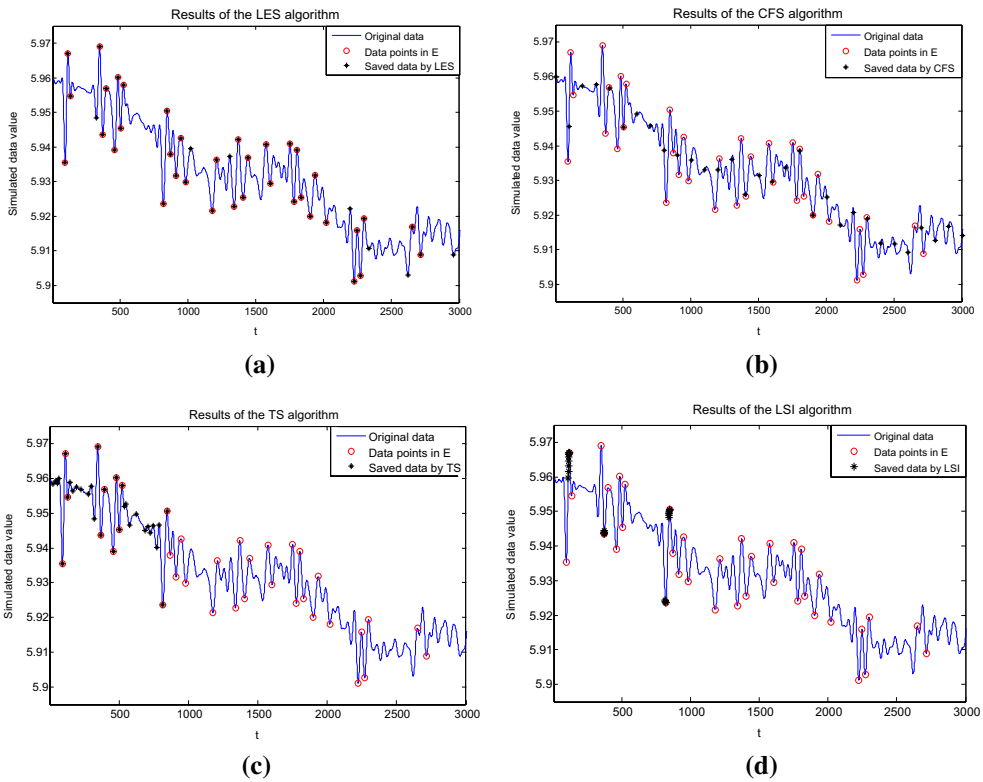 Results of the LES algorithm
5.97
5.96
5.95
5.94
5.93
5.92
5.91
5.9
Simulated data value
500
1000
1500
2000
2500
3000
t
Original data
Data points in E
Saved data by LES
(a)
Results of the CFS algorithm
5.97
5.96
5.95
5.94
5.93
5.92
5.91
5.9
Simulated data value
500
1000
1500
2000
2500
3000
t
Original data
Data points in E
Saved data by CFS
(b)
Results of the TS algorithm
5.97
5.96
5.95
5.94
5.93
5.92
5.91
5.9
Simulated data value
500
1000
1500
2000
2500
3000
t
Original data
Data points in E
Saved data by TS
(c)
Results of the LSI algorithm
5.97
5.96
5.95
5.94
5.93
5.92
5.91
5.9
Simulated data value
500
1000
1500
2000
2500
3000
t
Original data
Data points in E
Saved data by LSI
(d)